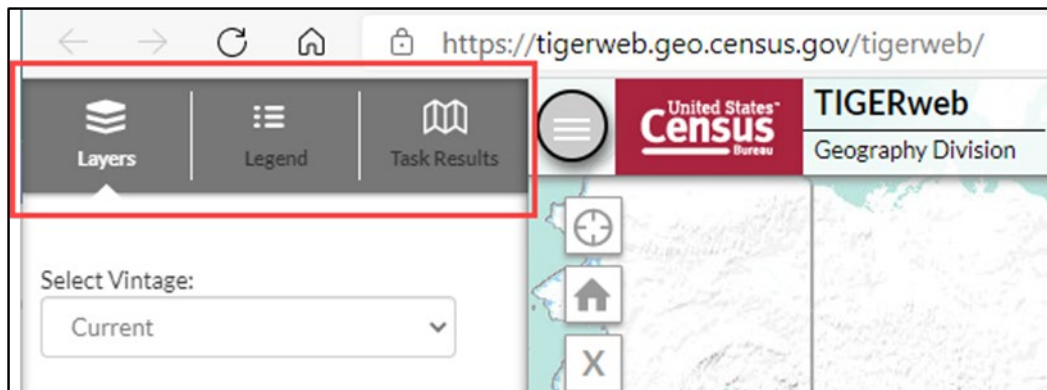 https://tigerweb.geo.census.gov/tigerweb/
Layers
Legend
Task Results
United States™
Census
Bureau
TIGERweb
Geography Division
Select Vintage:
Current
X